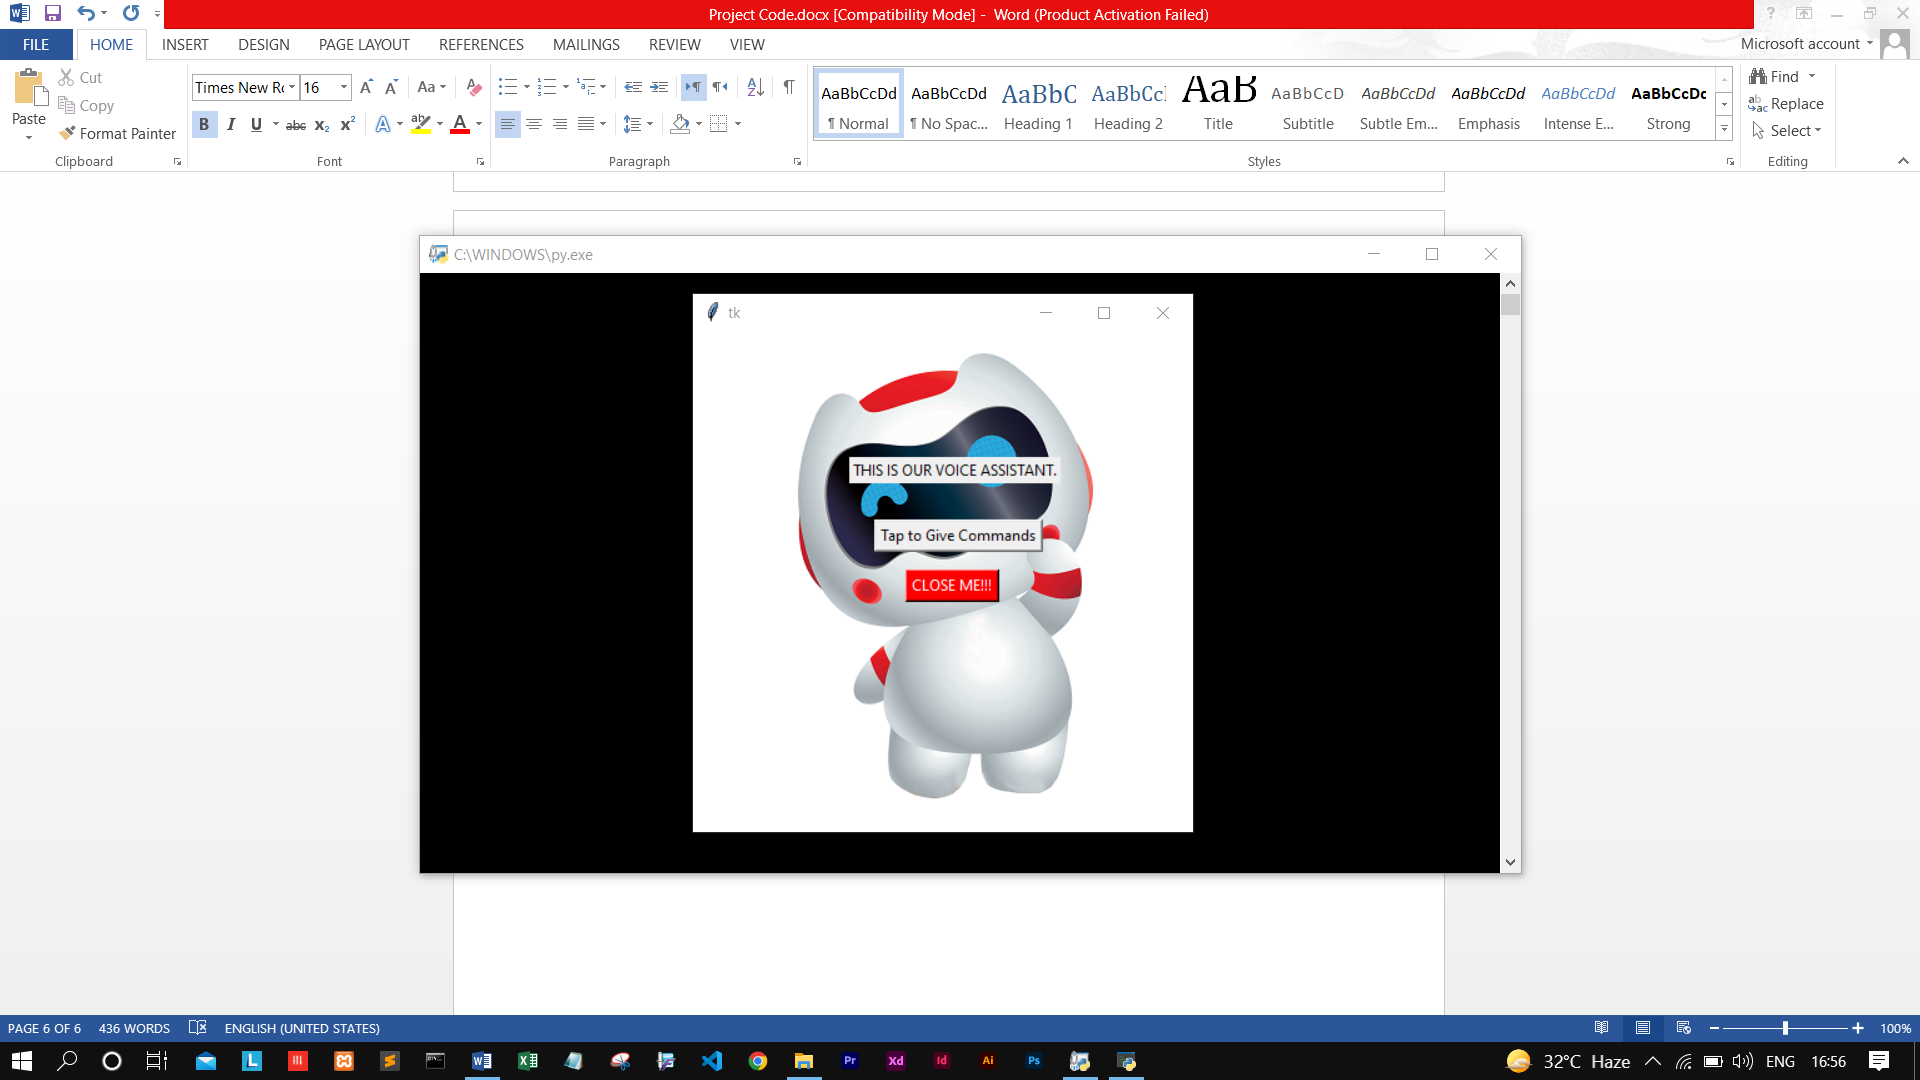 Project Code.docx [Compatibility Mode] - Word (Product Activation Failed)
FILE HOME INSERT DESIGN PAGE LAYOUT REFERENCES MAILINGS REVIEW VIEW
Microsoft account
Paste
Cut
Copy
Format Painter
Clipboard
Times New Ro 16
Font
Paragraph
AaBbCcDd AaBbCcDd AaBbC AaBbCcI AaB AaBbCcD AaBbCcDd AaBbCcDd AaBbCcDd AaBbCcDc
¶ Normal ¶ No Spac... Heading 1 Heading 2 Title Subtitle Subtle Em... Emphasis Intense E... Strong
Styles
Find
Replace
Select
Editing
C:\WINDOWS\py.exe
tk
THIS IS OUR VOICE ASSISTANT.
Tap to Give Commands
CLOSE ME!!!
PAGE 6 OF 6 436 WORDS ENGLISH (UNITED STATES)
100%
32°C Haze ENG 16:56